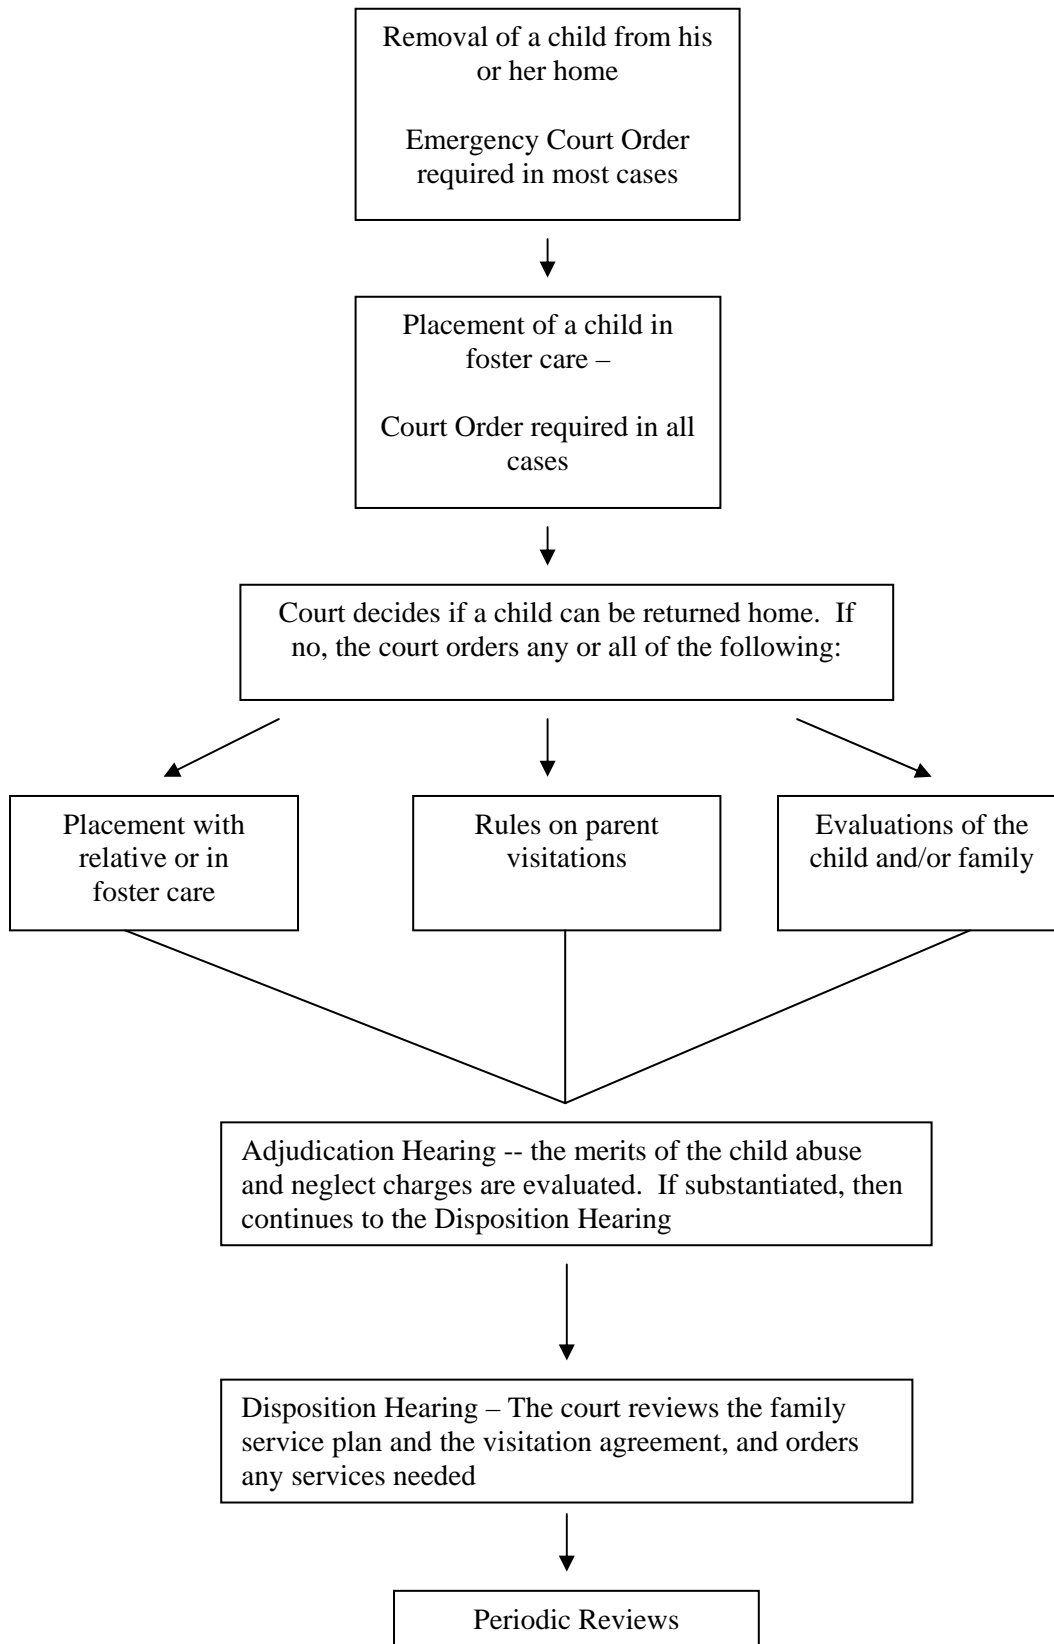 Removal of a child from his
or her home
Emergency Court Order
required in most cases
Placement of a child in
foster care –
Court Order required in all
cases
Court decides if a child can be returned home.  If
no, the court orders any or all of the following:
Placement with
relative or in
foster care
Rules on parent
visitations
Evaluations of the
child and/or family
Adjudication Hearing -- the merits of the child abuse
and neglect charges are evaluated.  If substantiated, then
continues to the Disposition Hearing
Disposition Hearing – The court reviews the family
service plan and the visitation agreement, and orders
any services needed
Periodic Reviews